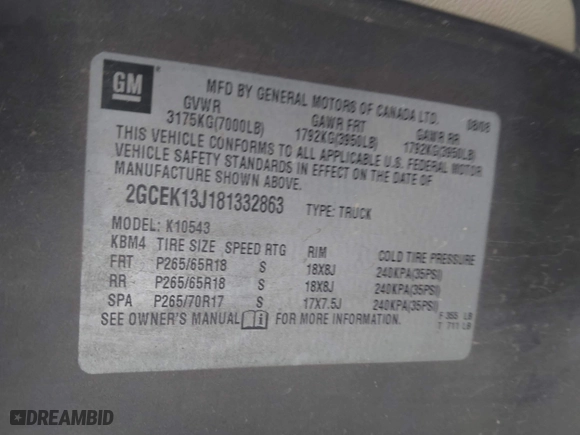 GM
MFD BY GENERAL MOTORS OF CANADA LTD. 08/08
GVWR GAWR FRT GAWR RR
3175KG(7000LB) 1792KG(3950LB) 1792KG(3950LB)
THIS VEHICLE CONFORMS TO ALL APPLICABLE U.S. FEDERAL MOTOR
VEHICLE SAFETY STANDARDS IN EFFECT ON THE DATE OF
MANUFACTURE SHOWN ABOVE.
2GCEK13J181332863 TYPE: TRUCK
MODEL: K10543
KBM4 TIRE SIZE SPEED RTG RIM COLD TIRE PRESSURE
FRT P265/65R18 S 18X8J 240KPA(35PSI)
RR P265/65R18 S 18X8J 240KPA(35PSI)
SPA P265/70R17 S 17X7.5J 240KPA(35PSI)
SEE OWNER'S MANUAL FOR MORE INFORMATION. F 355 LB
T 711 LB
DREAMBID